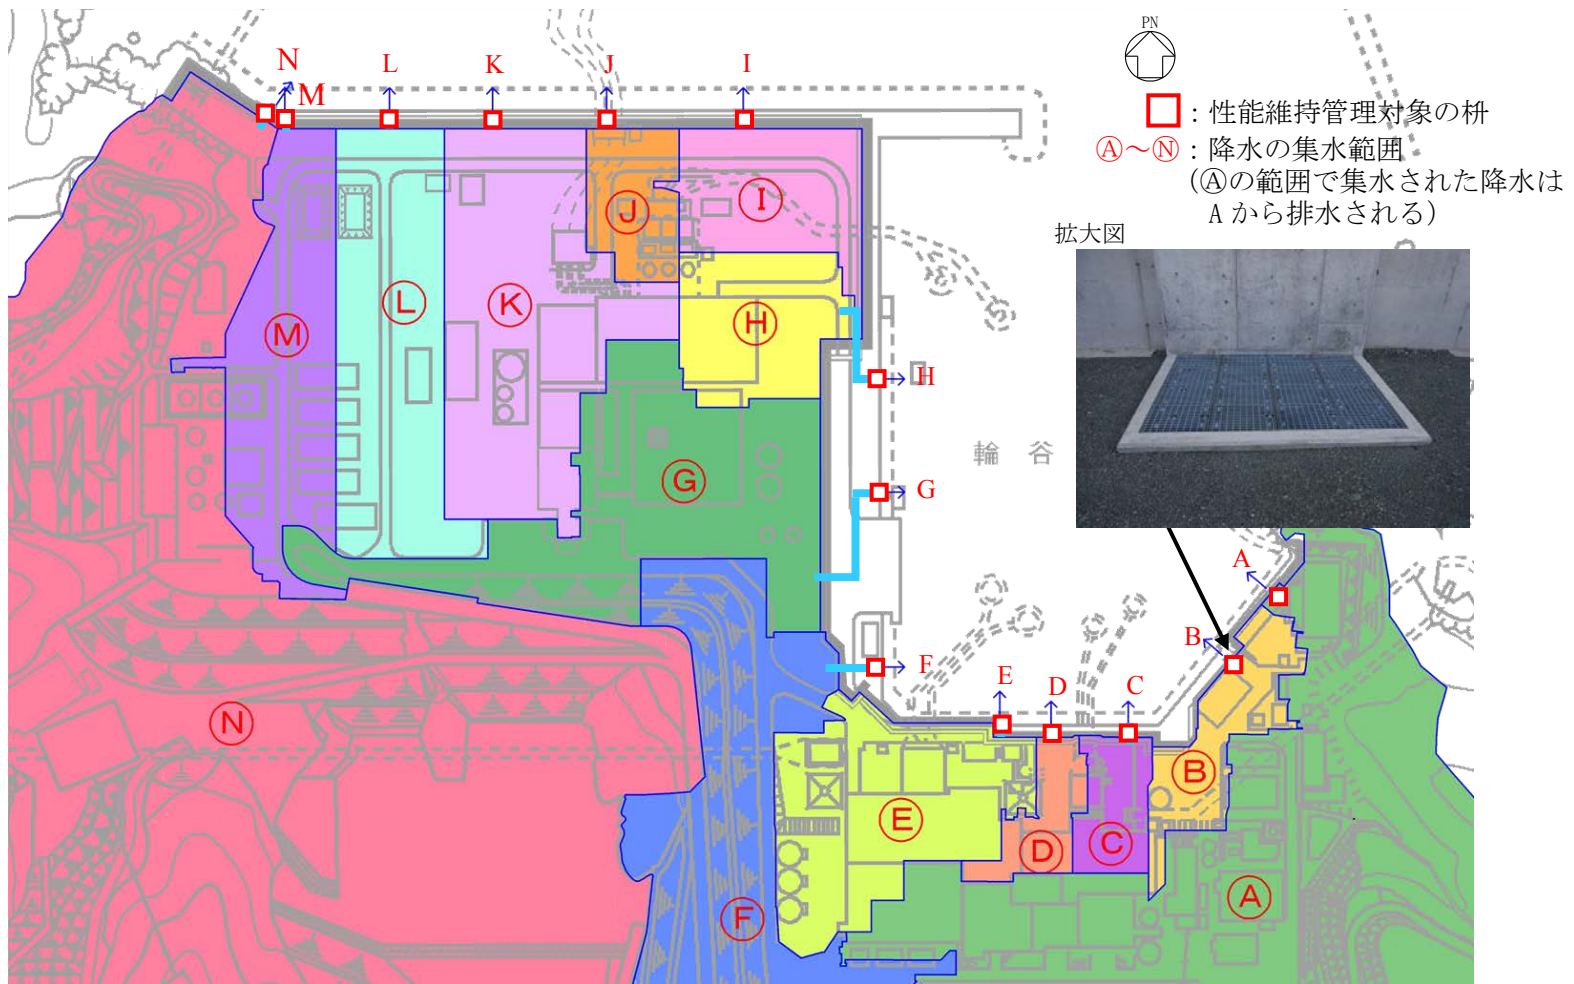 PN
：性能維持管理対象の枡
Ⓐ～Ⓝ：降水の集水範囲
（Ⓐの範囲で集水された降水は
Aから排水される）
拡大図
N
M
L
K
J
I
H
G
F
E
D
C
B
A
輪谷
Ⓘ
Ⓙ
Ⓚ
Ⓛ
Ⓜ
Ⓗ
Ⓖ
Ⓝ
Ⓕ
Ⓔ
Ⓓ
Ⓒ
Ⓑ
Ⓐ